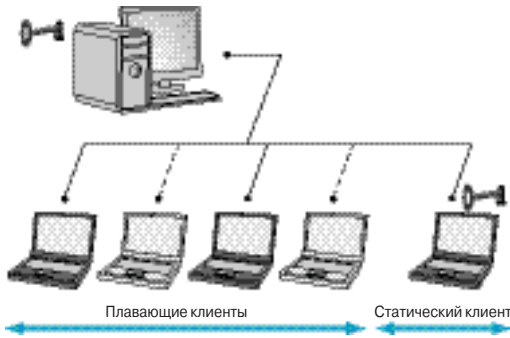 Плавающие клиенты
Статический клиент